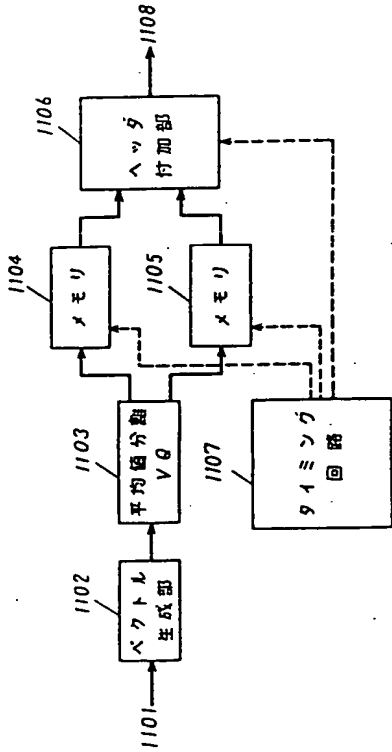 1101
1102
ベクトル
生成部
1103
平均値分離
VQ
1104
メモリ
1105
メモリ
1106
ヘッダ
付加部
1107
タイミング
回路
1108